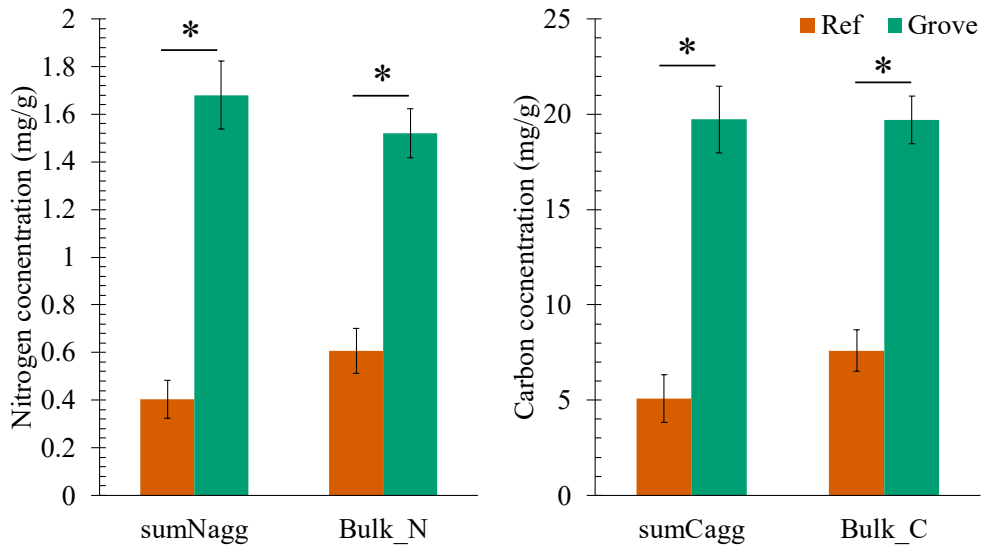 Nitrogen cocnentration (mg/g)
2
1.8
1.6
1.4
1.2
1
0.8
0.6
0.4
0.2
0
*
*
sumNagg
Bulk_N
Carbon cocnentration (mg/g)
25
20
15
10
5
0
Ref
Grove
*
*
sumCagg
Bulk_C